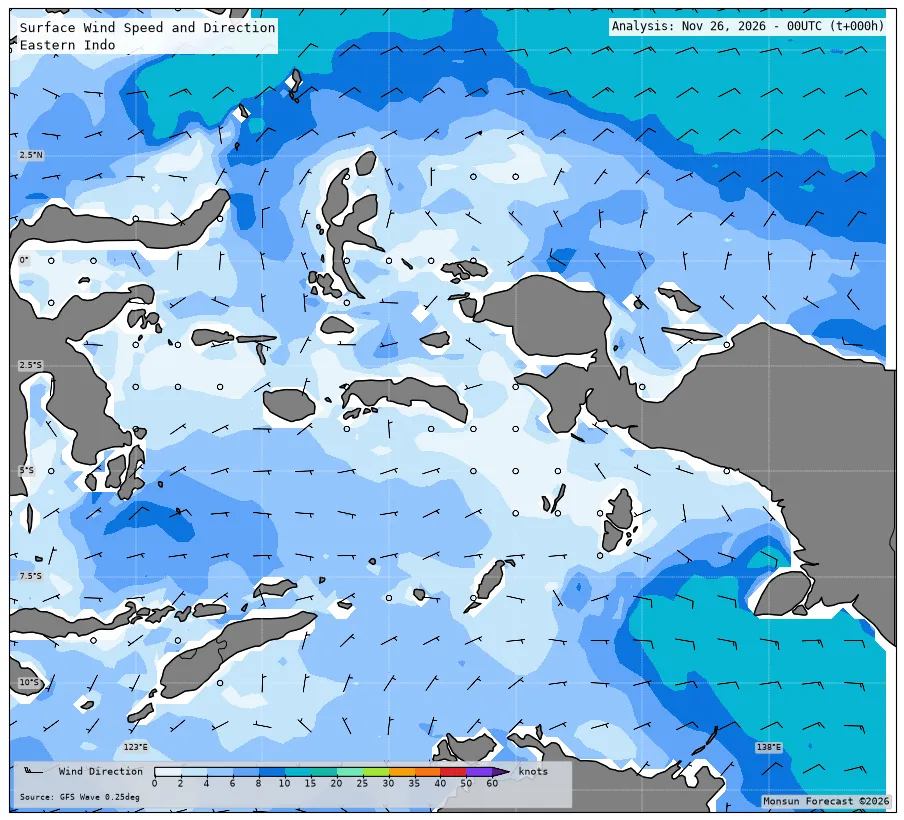 Surface Wind Speed and Direction
Eastern Indo
Analysis: Nov 26, 2026 - 00UTC (t+000h)
2.5°N
0°
2.5°S
5°S
7.5°S
10°S
123°E
138°E
Wind Direction
0 2 4 6 8 10 15 20 25 30 35 40 50 60
knots
Source: GFS Wave 0.25deg
Monsun Forecast ©2026